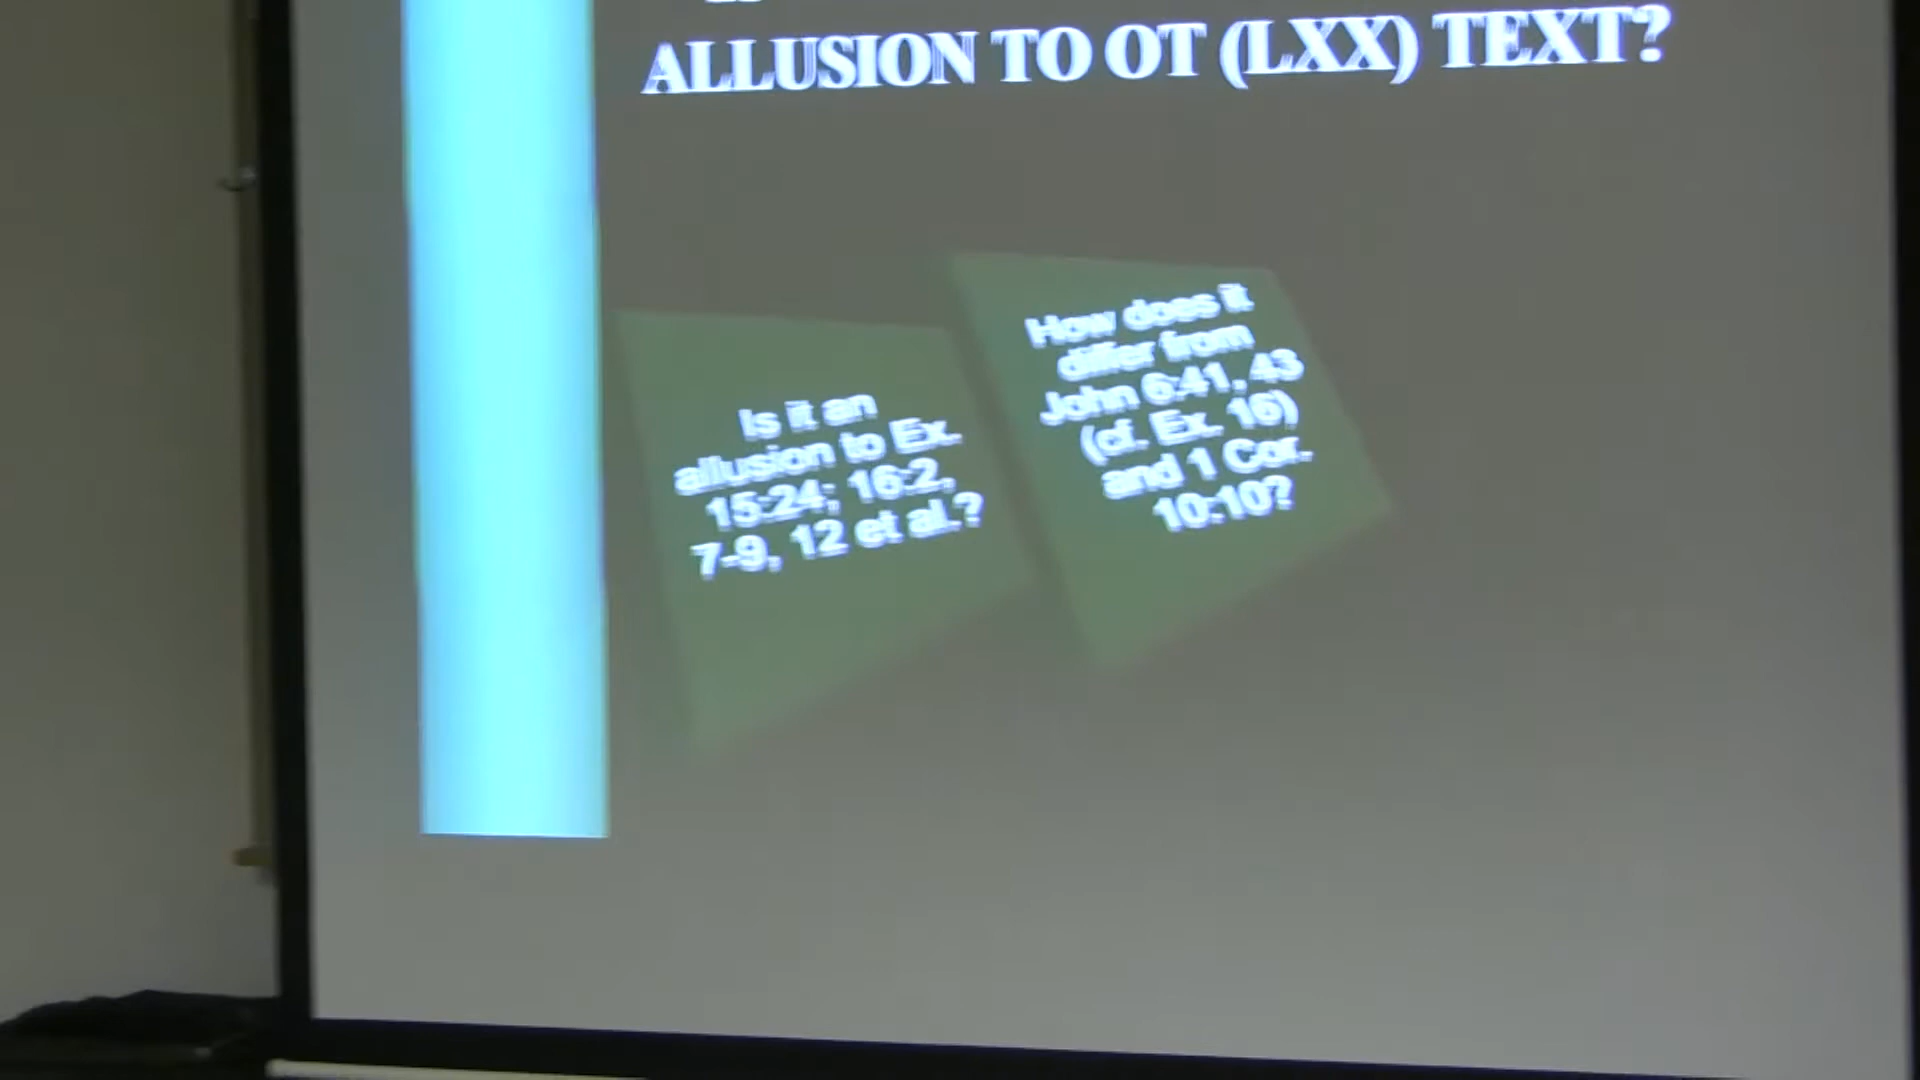 ALLUSION TO OT (LXX) TEXT?
Is it an
allusion to Ex.
15:24; 16:2,
7-9, 12 et al.?
How does it
differ from
John 6:41, 43
(cf. Ex. 16)
and 1 Cor.
10:10?